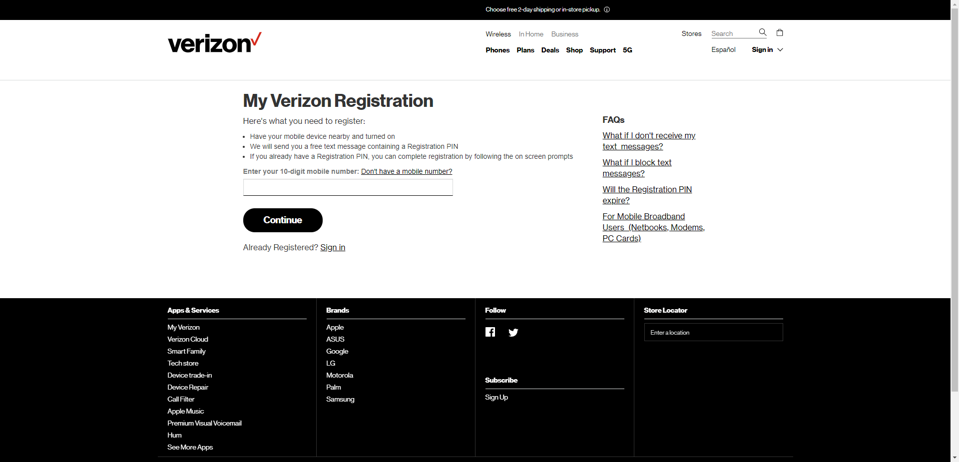 Choose free 2-day shipping or in-store pickup.
verizon
Wireless In Home Business
Stores Search
Phones Plans Deals Shop Support 5G
Español Sign in
My Verizon Registration
Here's what you need to register:
• Have your mobile device nearby and turned on
• We will send you a free text message containing a Registration PIN
• If you already have a Registration PIN, you can complete registration by following the on screen prompts
Enter your 10-digit mobile number: Don't have a mobile number?
Continue
Already Registered? Sign in
FAQs
What if I don't receive my
text messages?
What if I block text
messages?
Will the Registration PIN
expire?
For Mobile Broadband
Users (Netbooks, Modems,
PC Cards)
Apps & Services
My Verizon
Verizon Cloud
Smart Family
Tech store
Device trade-in
Device Repair
Call Filter
Apple Music
Premium Visual Voicemail
Hum
See More Apps
Brands
Apple
ASUS
Google
LG
Motorola
Palm
Samsung
Follow
Subscribe
Sign Up
Store Locator
Enter a location